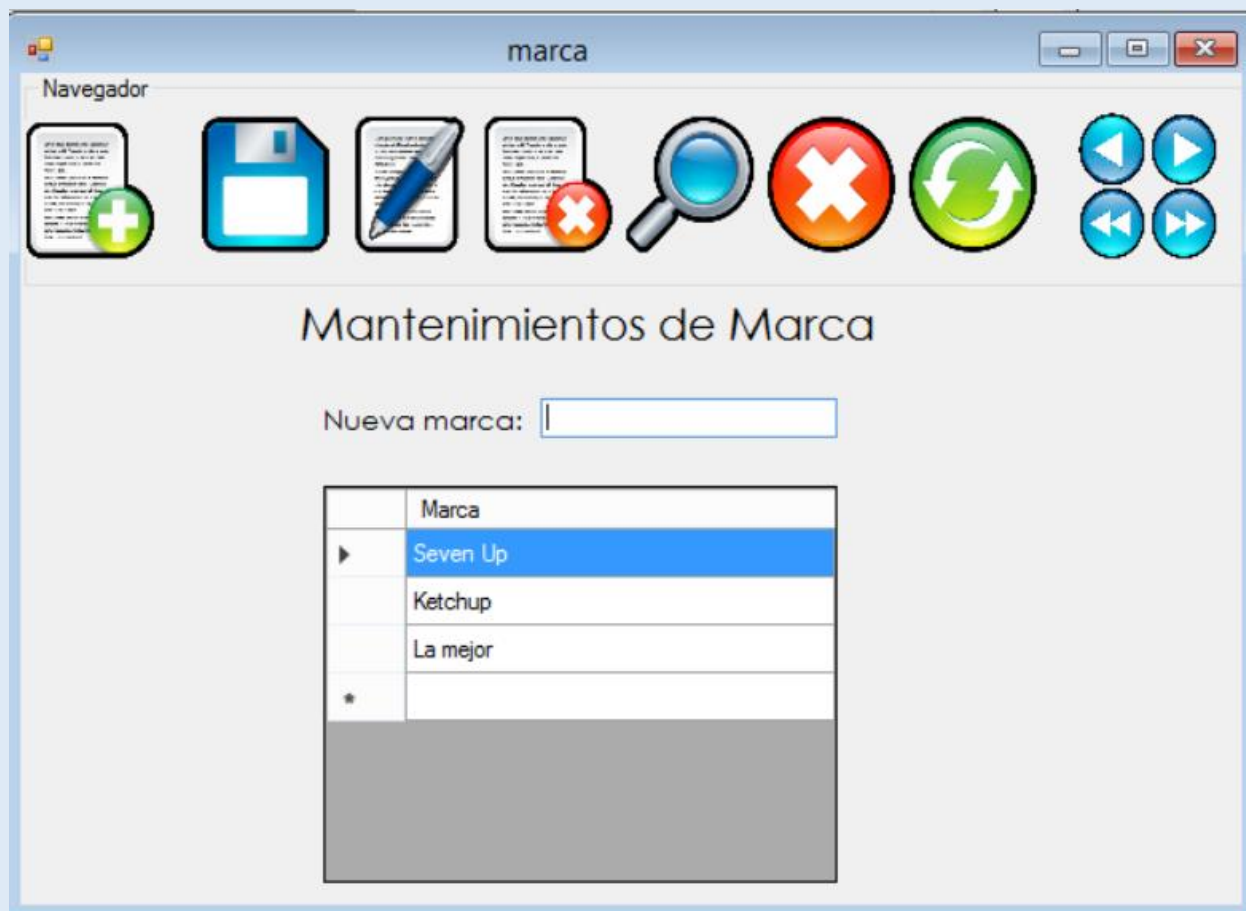 marca
Navegador
Mantenimientos de Marca
Nueva marca:
Marca
Seven Up
Ketchup
La mejor